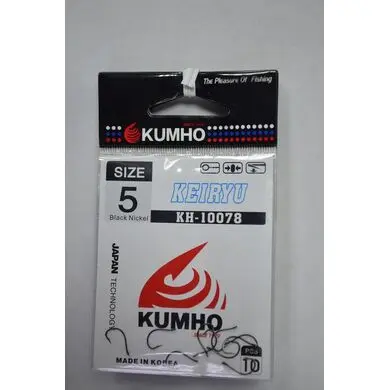 The Pleasure Of Fishing
KUMHO
SIZE
5
Black Nickel
KEIRYU
KH-10078
JAPAN TECHNOLOGY
KUMHO
MADE IN KOREA
PCS
10